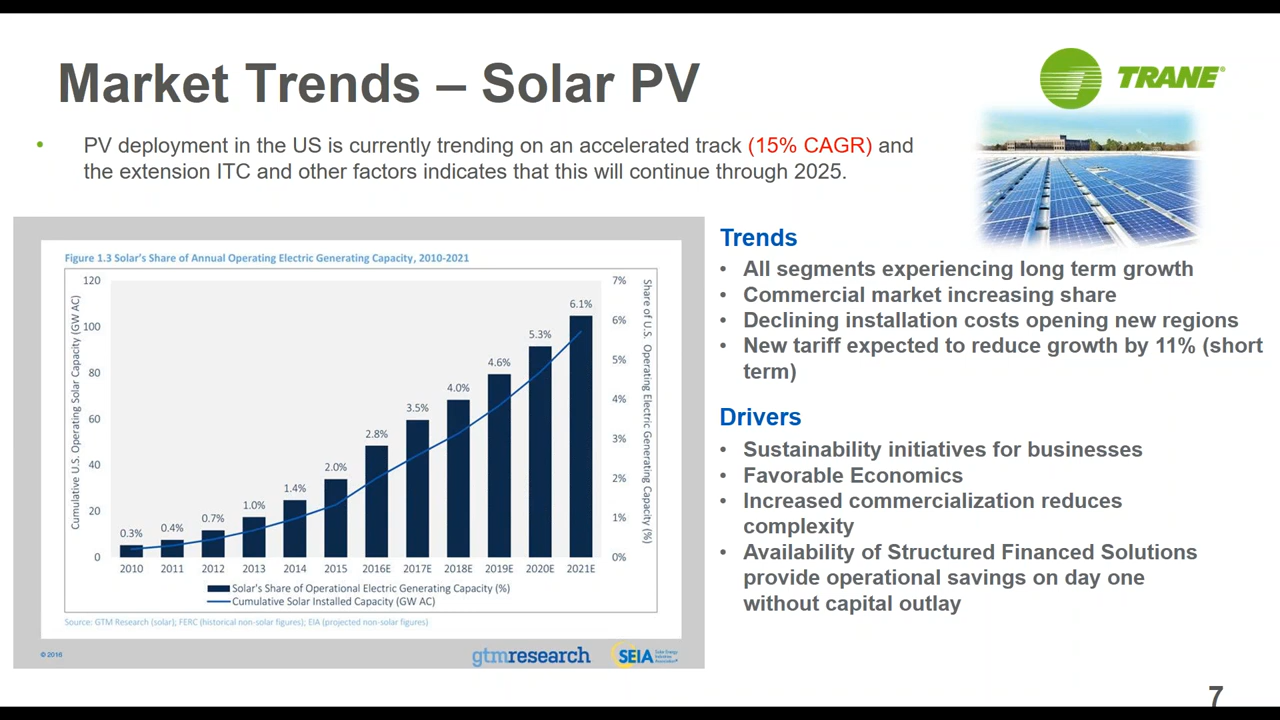 Market Trends – Solar PV
TRANE®
• PV deployment in the US is currently trending on an accelerated track (15% CAGR) and
the extension ITC and other factors indicates that this will continue through 2025.
Figure 1.3 Solar's Share of Annual Operating Electric Generating Capacity, 2010-2021
Cumulative U.S. Operating Solar Capacity (GW AC)
120
100
80
60
40
20
0
0.3%
0.4%
0.7%
1.0%
1.4%
2.0%
2.8%
3.5%
4.0%
4.6%
5.3%
6.1%
7%
6%
5%
4%
3%
2%
1%
0%
Share of U.S. Operating Electric Generating Capacity (%)
2010 2011 2012 2013 2014 2015 2016E 2017E 2018E 2019E 2020E 2021E
Solar's Share of Operational Electric Generating Capacity (%)
Cumulative Solar Installed Capacity (GW AC)
Source: GTM Research (solar); FERC (historical non-solar figures); EIA (projected non-solar figures)
© 2016
gtmresearch
SEIA Solar Energy Industries Association®
Trends
• All segments experiencing long term growth
• Commercial market increasing share
• Declining installation costs opening new regions
• New tariff expected to reduce growth by 11% (short
term)
Drivers
• Sustainability initiatives for businesses
• Favorable Economics
• Increased commercialization reduces
complexity
• Availability of Structured Financed Solutions
provide operational savings on day one
without capital outlay
7